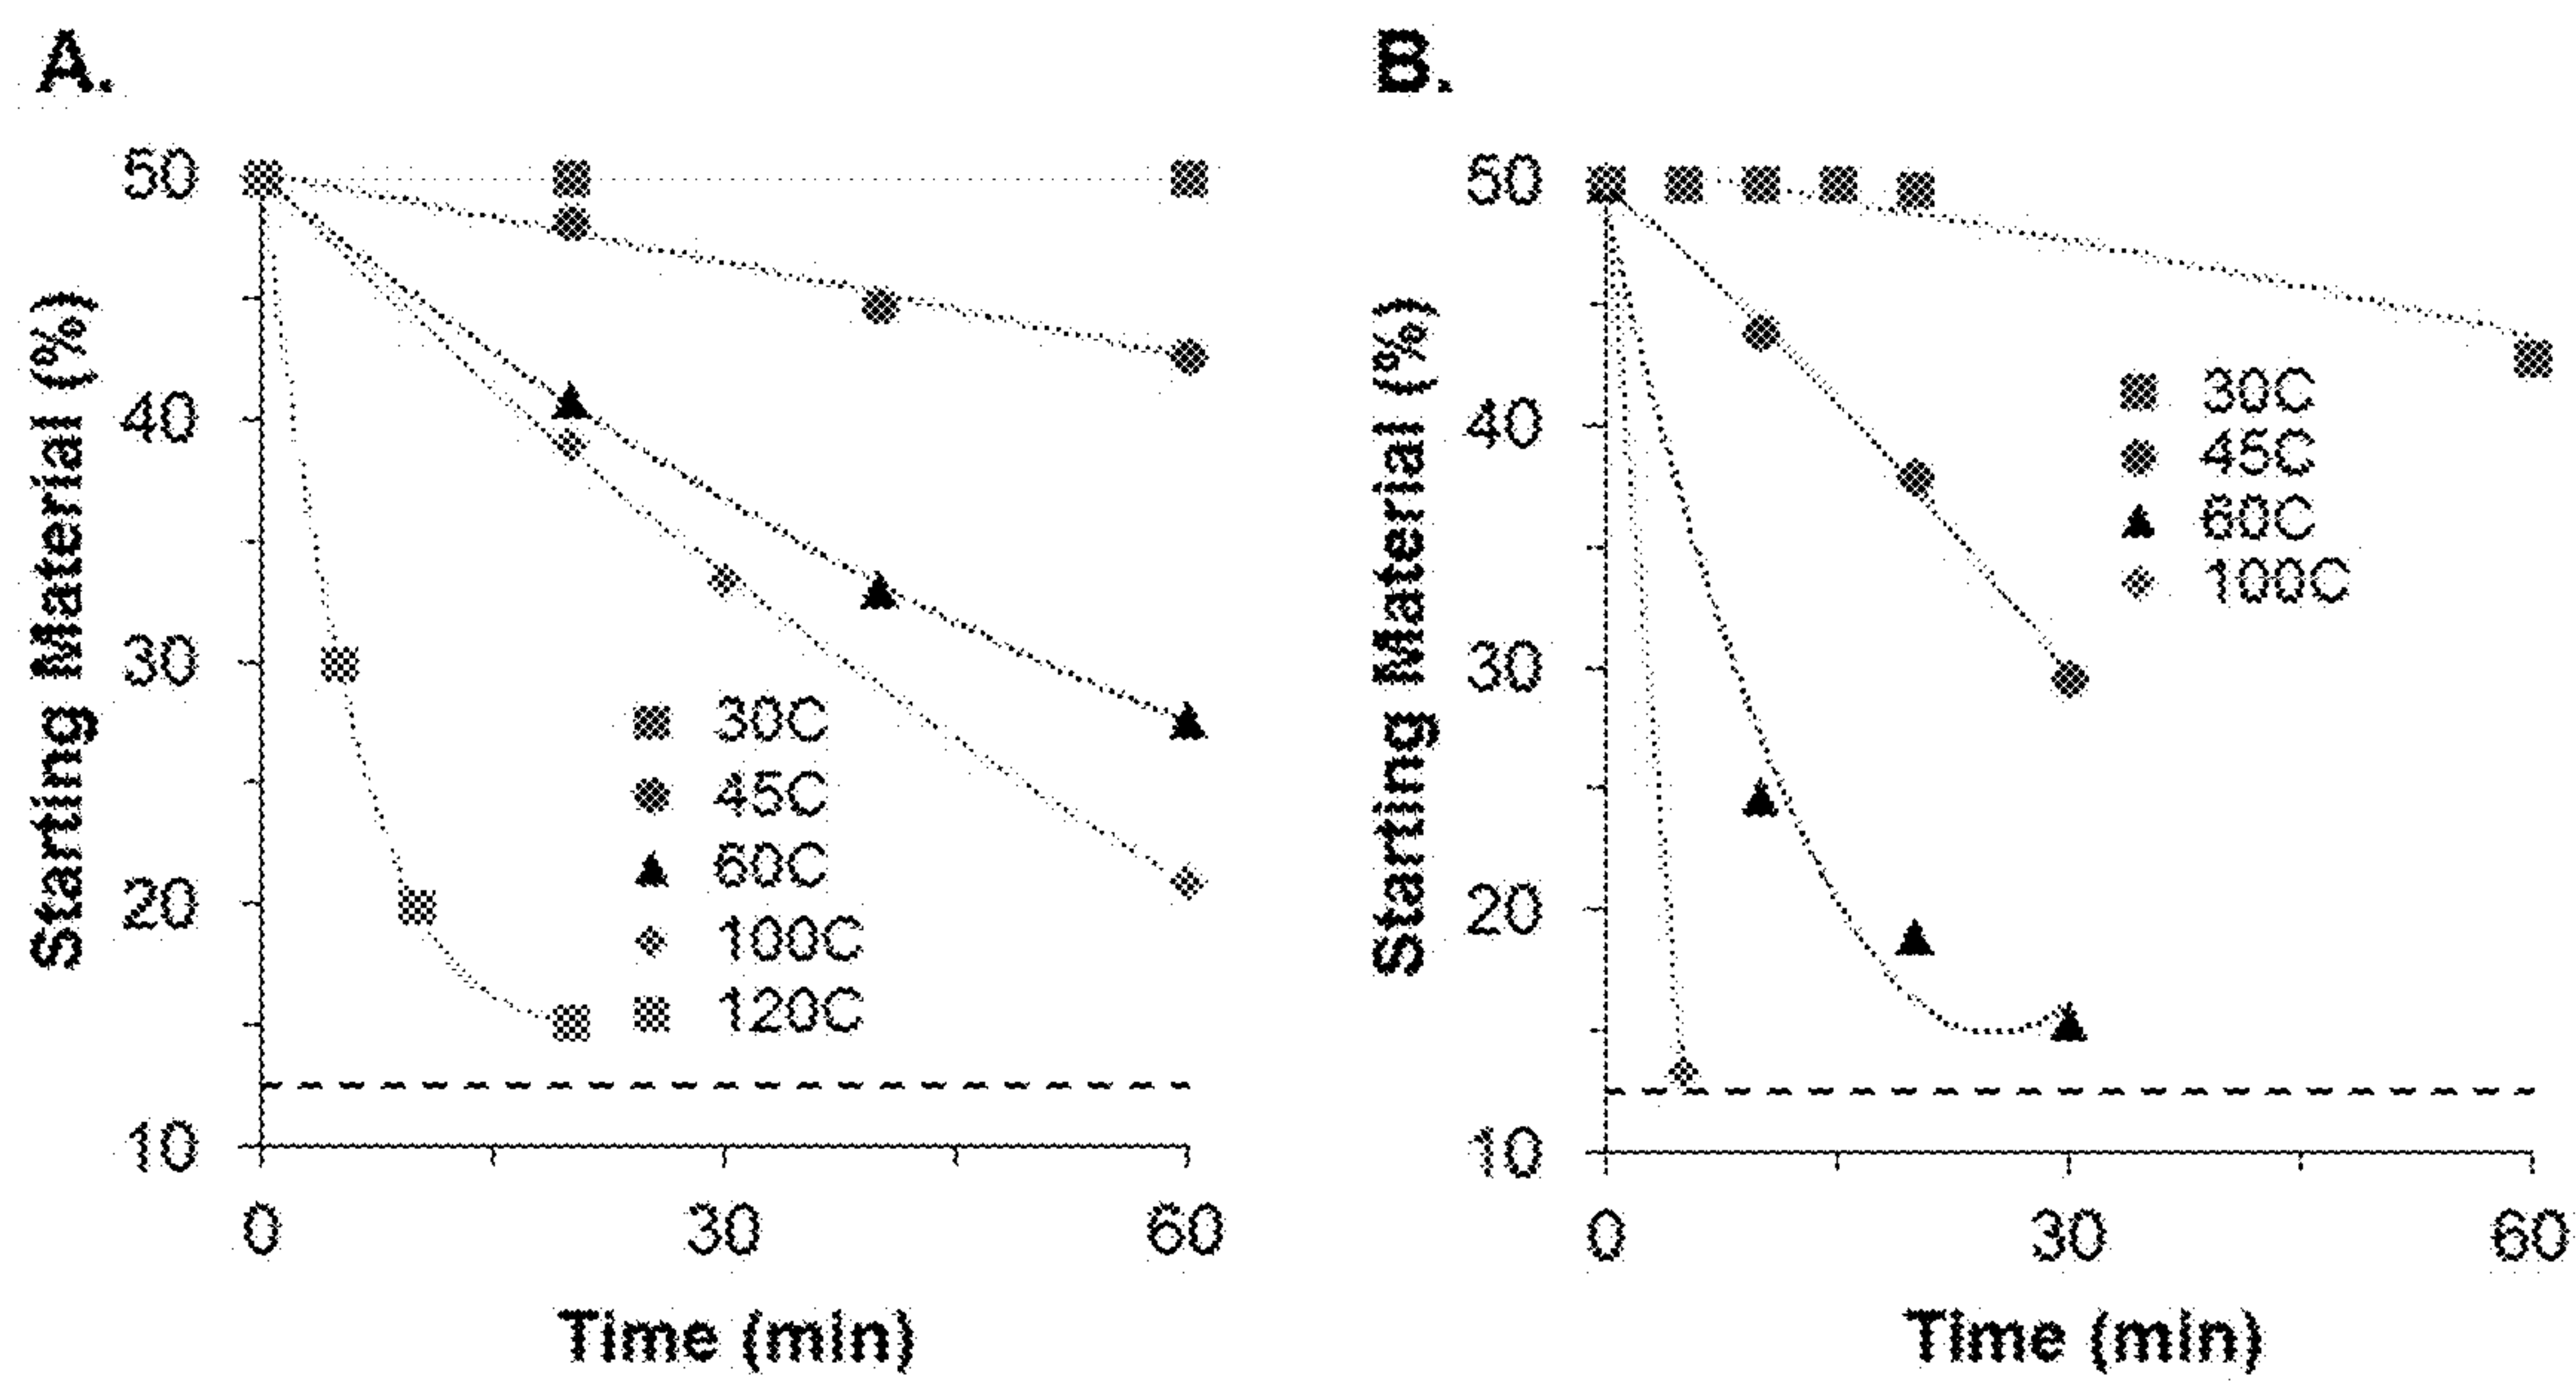 A.
Starting Material (%)
50
40
30
20
10
30C
45C
60C
100C
120C
0 30 60
Time (min)
B.
Starting Material (%)
50
40
30
20
10
30C
45C
60C
100C
0 30 60
Time (min)